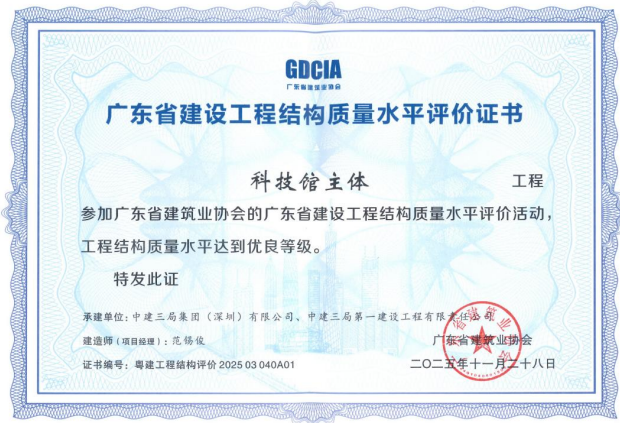 GDCIA
广东省建筑业协会
广东省建设工程结构质量水平评价证书
科技馆主体 工程
参加广东省建筑业协会的广东省建设工程结构质量水平评价活动，
工程结构质量水平达到优良等级。
特发此证
承建单位：中建三局集团（深圳）有限公司、中建三局第一建设工程有限责任公司
建造师（项目经理）：范锡俊
广东省建筑业协会
证书编号：粤建工程结构评价 2025 03 040A01
二〇二五年十一月二十八日
广东省建筑业协会